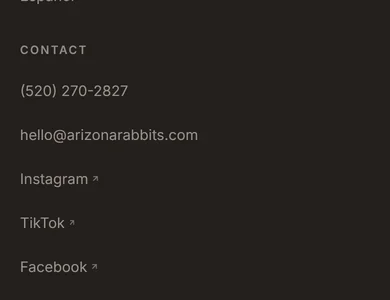 CONTACT
(520) 270-2827
hello@arizonarabbits.com
Instagram ↗
TikTok ↗
Facebook ↗